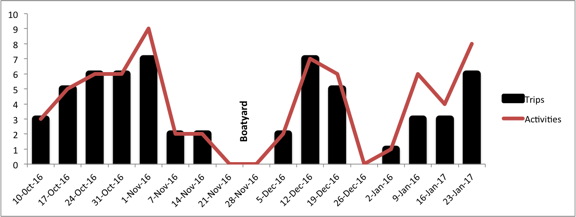 10
9
8
7
6
5
4
3
2
1
0
Boatyard
10-Oct-16
17-Oct-16
24-Oct-16
31-Oct-16
1-Nov-16
7-Nov-16
14-Nov-16
21-Nov-16
28-Nov-16
5-Dec-16
12-Dec-16
19-Dec-16
26-Dec-16
2-Jan-16
9-Jan-16
16-Jan-17
23-Jan-17
Trips
Activities